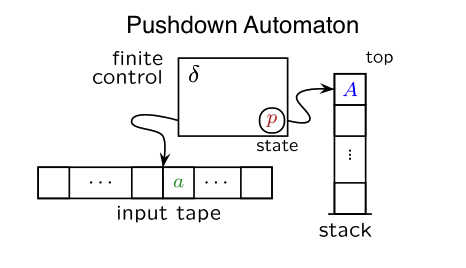 Pushdown Automaton
finite
control
δ
top
A
p
state
⋮
··· a ···
input tape
stack